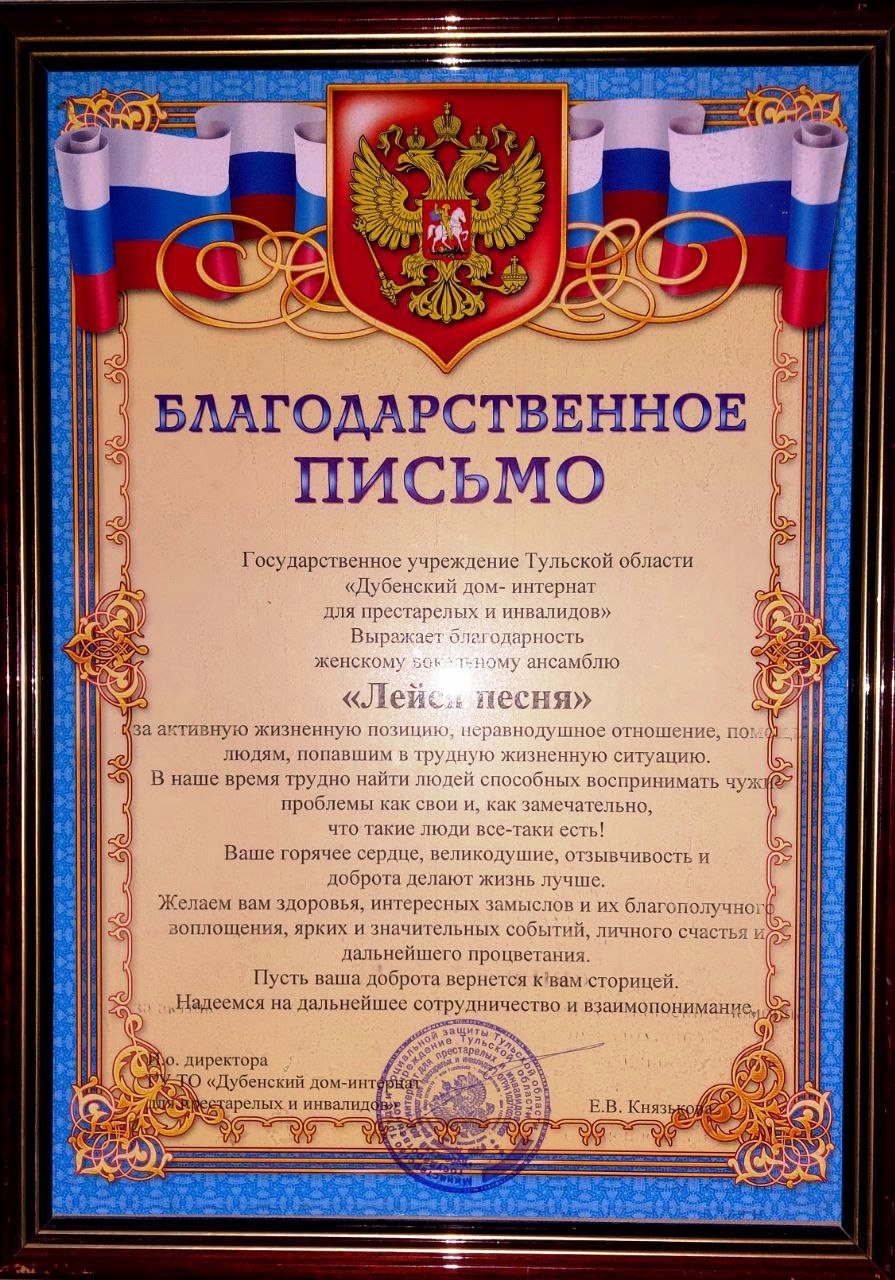 БЛАГОДАРСТВЕННОЕ
ПИСЬМО
Государственное учреждение Тульской области
«Дубенский дом- интернат
для престарелых и инвалидов»
Выражает благодарность
женскому вокальному ансамблю
«Лейся песня»
за активную жизненную позицию, неравнодушное отношение,
людям, попавшим в трудную жизненную ситуацию.
В наше время трудно найти людей способных воспринимать чужие
проблемы как свои и, как замечательно,
что такие люди все-таки есть!
Ваше горячее сердце, великодушие, отзывчивость и
доброта делают жизнь лучше.
Желаем вам здоровья, интересных замыслов и их благополучного
воплощения, ярких и значительных событий, личного счастья и
дальнейшего процветания.
Пусть ваша доброта вернется к вам сторицей.
Надеемся на дальнейшее сотрудничество и взаимопонимание.
И.о. директора
ГУ ТО «Дубенский дом-интернат
для престарелых и инвалидов»
Е.В. Князькова